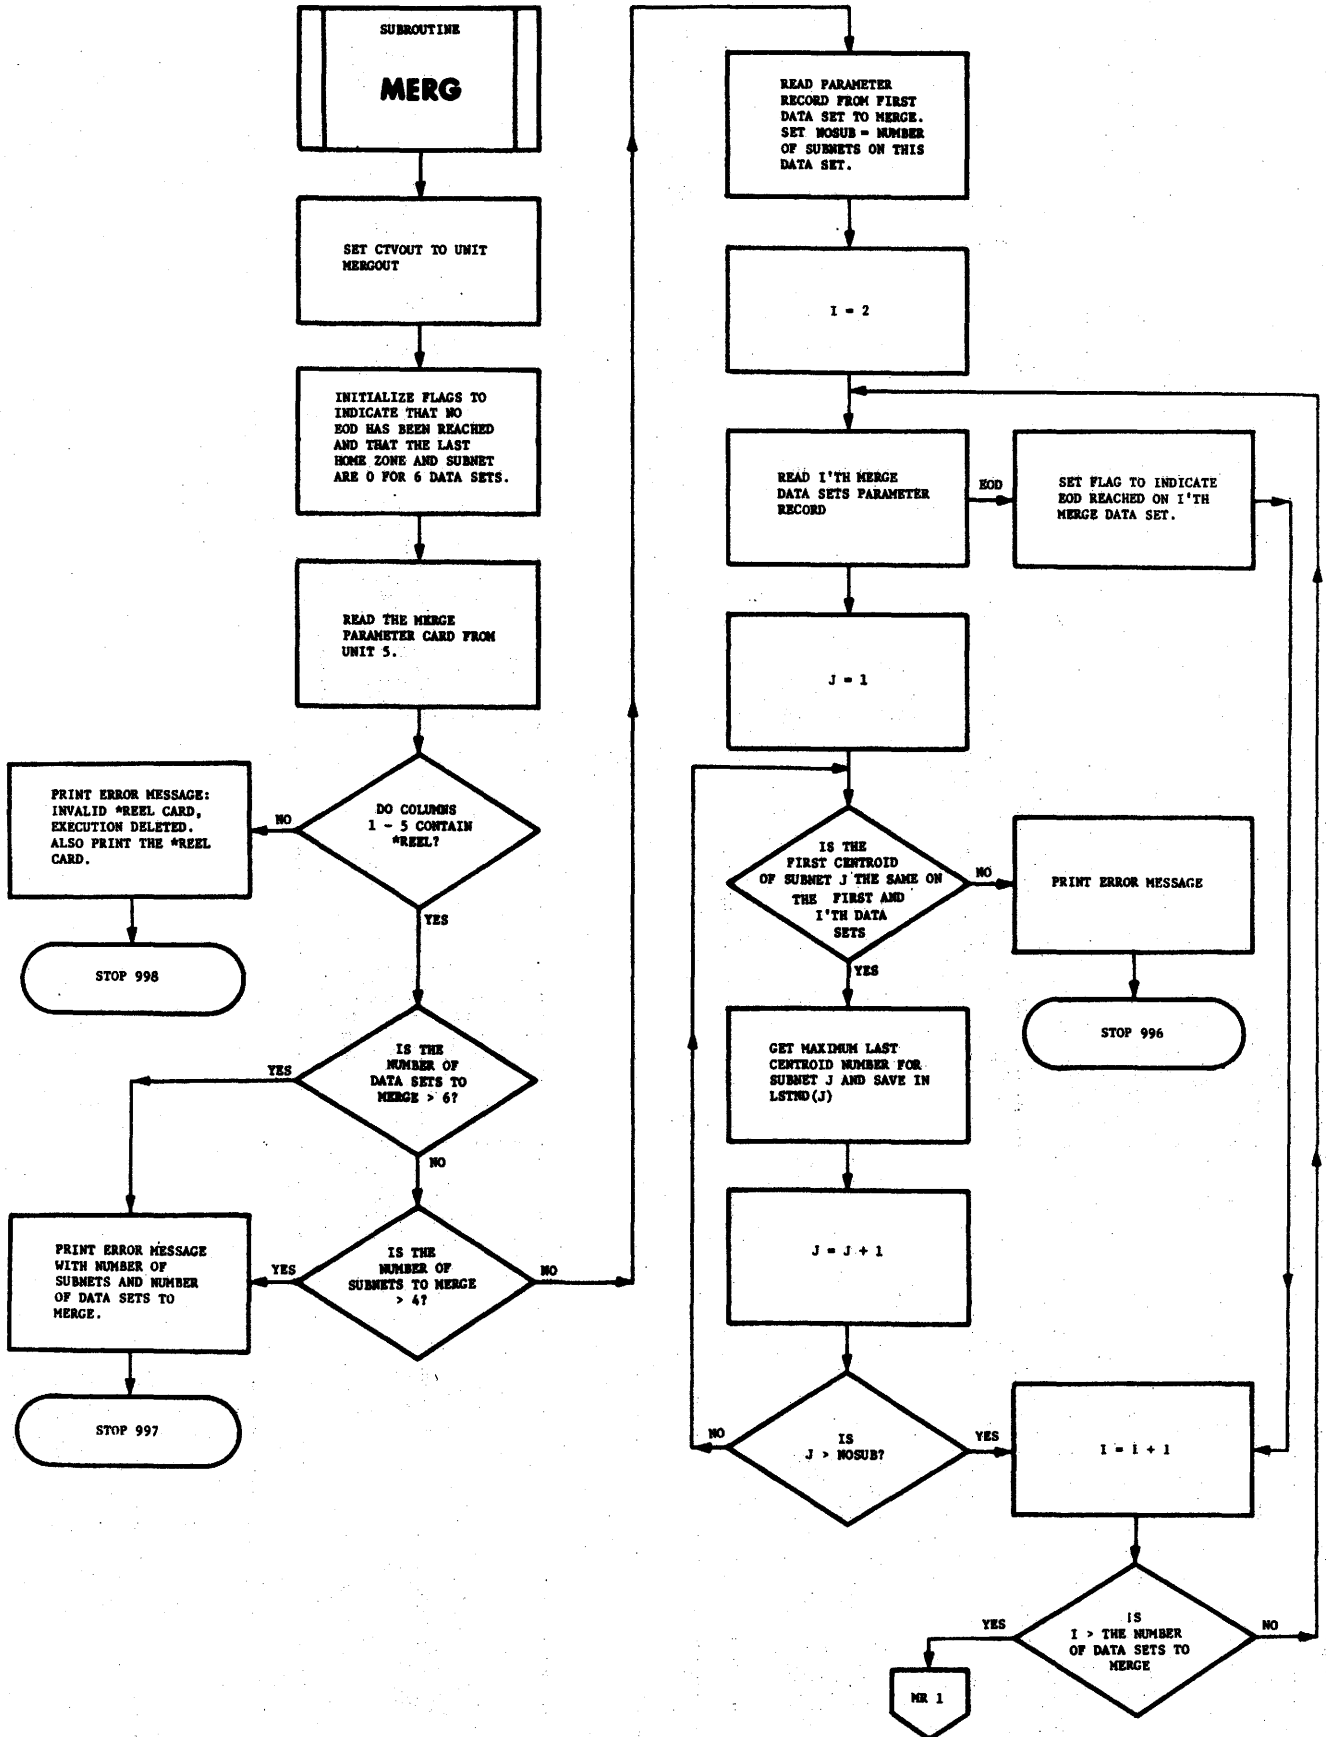 SUBROUTINE
MERG
SET CTVOUT TO UNIT
MERGOUT
INITIALIZE FLAGS TO
INDICATE THAT NO
EOD HAS BEEN REACHED
AND THAT THE LAST
HOME ZONE AND SUBNET
ARE 0 FOR 6 DATA SETS.
READ THE MERGE
PARAMETER CARD FROM
UNIT 5.
DO COLUMNS
1 - 5 CONTAIN
*REEL?
NO
PRINT ERROR MESSAGE:
INVALID *REEL CARD,
EXECUTION DELETED.
ALSO PRINT THE *REEL
CARD.
STOP 998
YES
IS THE
NUMBER OF
DATA SETS TO
MERGE > 6?
YES
NO
IS THE
NUMBER OF
SUBNETS TO MERGE
> 4?
YES
NO
PRINT ERROR MESSAGE
WITH NUMBER OF
SUBNETS AND NUMBER
OF DATA SETS TO
MERGE.
STOP 997
READ PARAMETER
RECORD FROM FIRST
DATA SET TO MERGE.
SET NOSUB = NUMBER
OF SUBNETS ON THIS
DATA SET.
I = 2
READ I'TH MERGE
DATA SETS PARAMETER
RECORD
EOD
SET FLAG TO INDICATE
EOD REACHED ON I'TH
MERGE DATA SET.
J = 1
IS THE
FIRST CENTROID
OF SUBNET J THE SAME ON
THE FIRST AND
I'TH DATA
SETS
NO
PRINT ERROR MESSAGE
STOP 996
YES
GET MAXIMUM LAST
CENTROID NUMBER FOR
SUBNET J AND SAVE IN
LSTND(J)
J = J + 1
IS
J > NOSUB?
NO
YES
I = I + 1
IS
I > THE NUMBER
OF DATA SETS TO
MERGE
YES
NO
MR 1